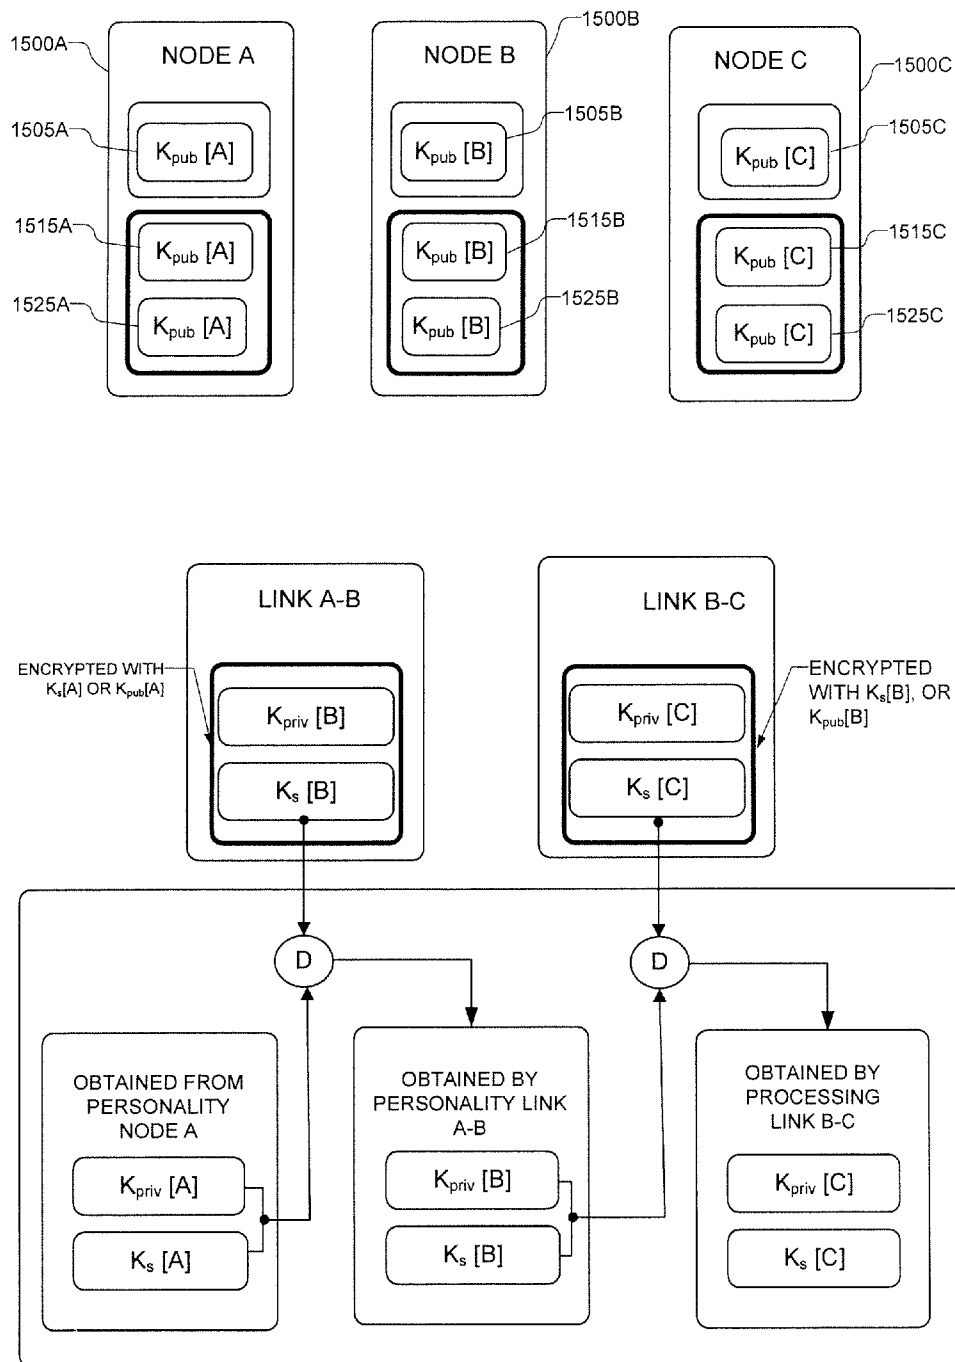 1500A
NODE A
1505A
Kpub [A]
1515A
Kpub [A]
1525A
Kpub [A]
1500B
NODE B
1505B
Kpub [B]
1515B
Kpub [B]
1525B
Kpub [B]
1500C
NODE C
1505C
Kpub [C]
1515C
Kpub [C]
1525C
Kpub [C]
LINK A-B
ENCRYPTED WITH
Ks[A] OR Kpub[A]
Kpriv [B]
Ks [B]
LINK B-C
Kpriv [C]
Ks [C]
ENCRYPTED
WITH Ks[B], OR
Kpub[B]
D
D
OBTAINED FROM
PERSONALITY
NODE A
Kpriv [A]
Ks [A]
OBTAINED BY
PERSONALITY LINK
A-B
Kpriv [B]
Ks [B]
OBTAINED BY
PROCESSING
LINK B-C
Kpriv [C]
Ks [C]